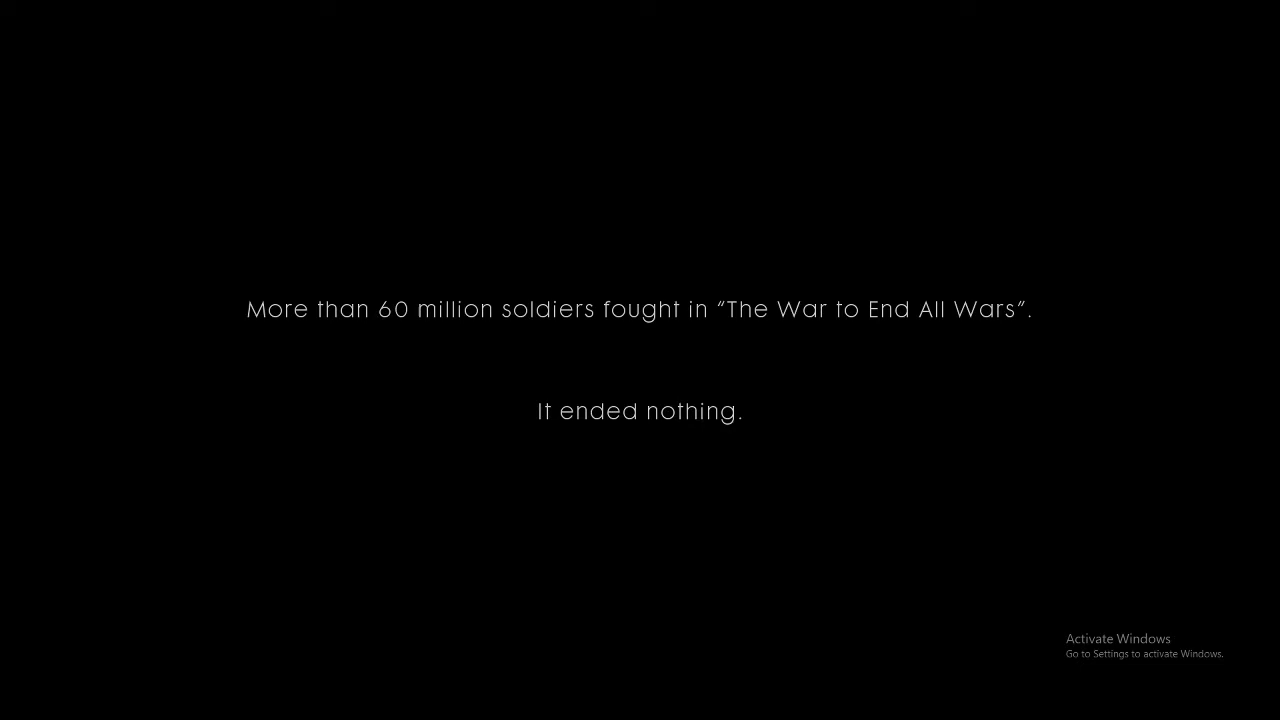 More than 60 million soldiers fought in “The War to End All Wars”.
It ended nothing.
Activate Windows
Go to Settings to activate Windows.